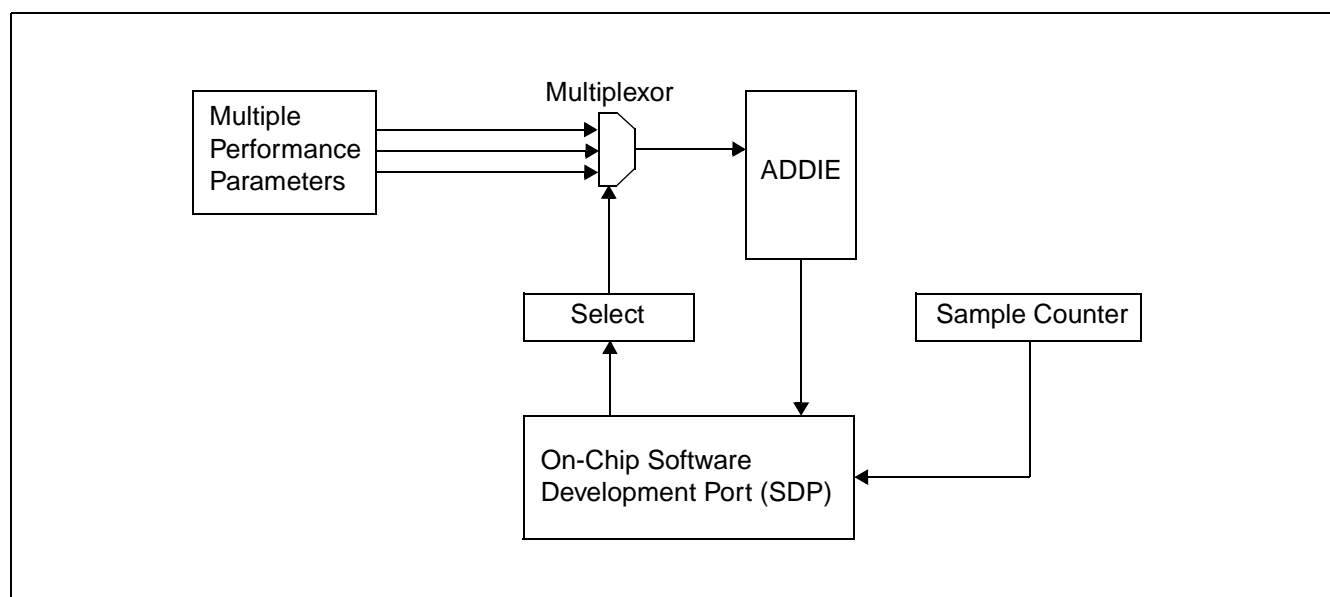 Multiplexor
Multiple
Performance
Parameters
ADDIE
Select
Sample Counter
On-Chip Software
Development Port (SDP)